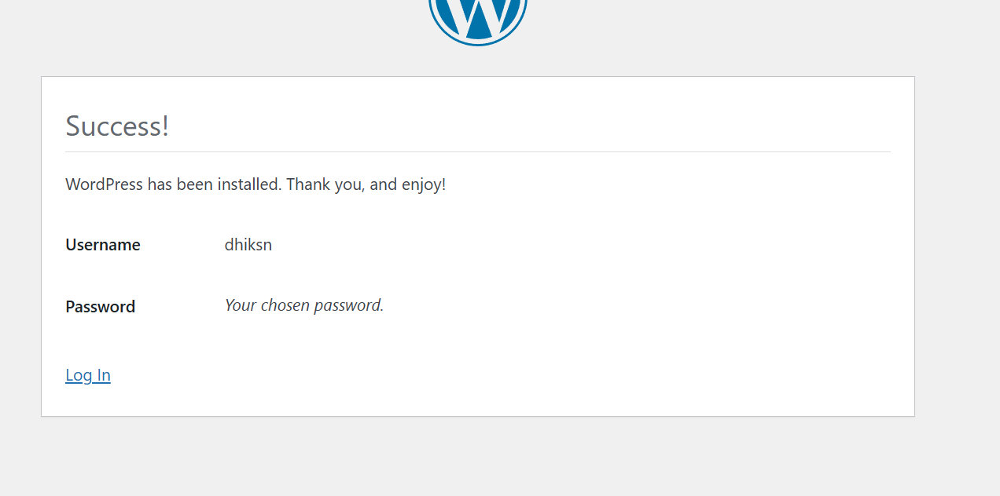 Success!
WordPress has been installed. Thank you, and enjoy!
Username dhiksn
Password Your chosen password.
Log In